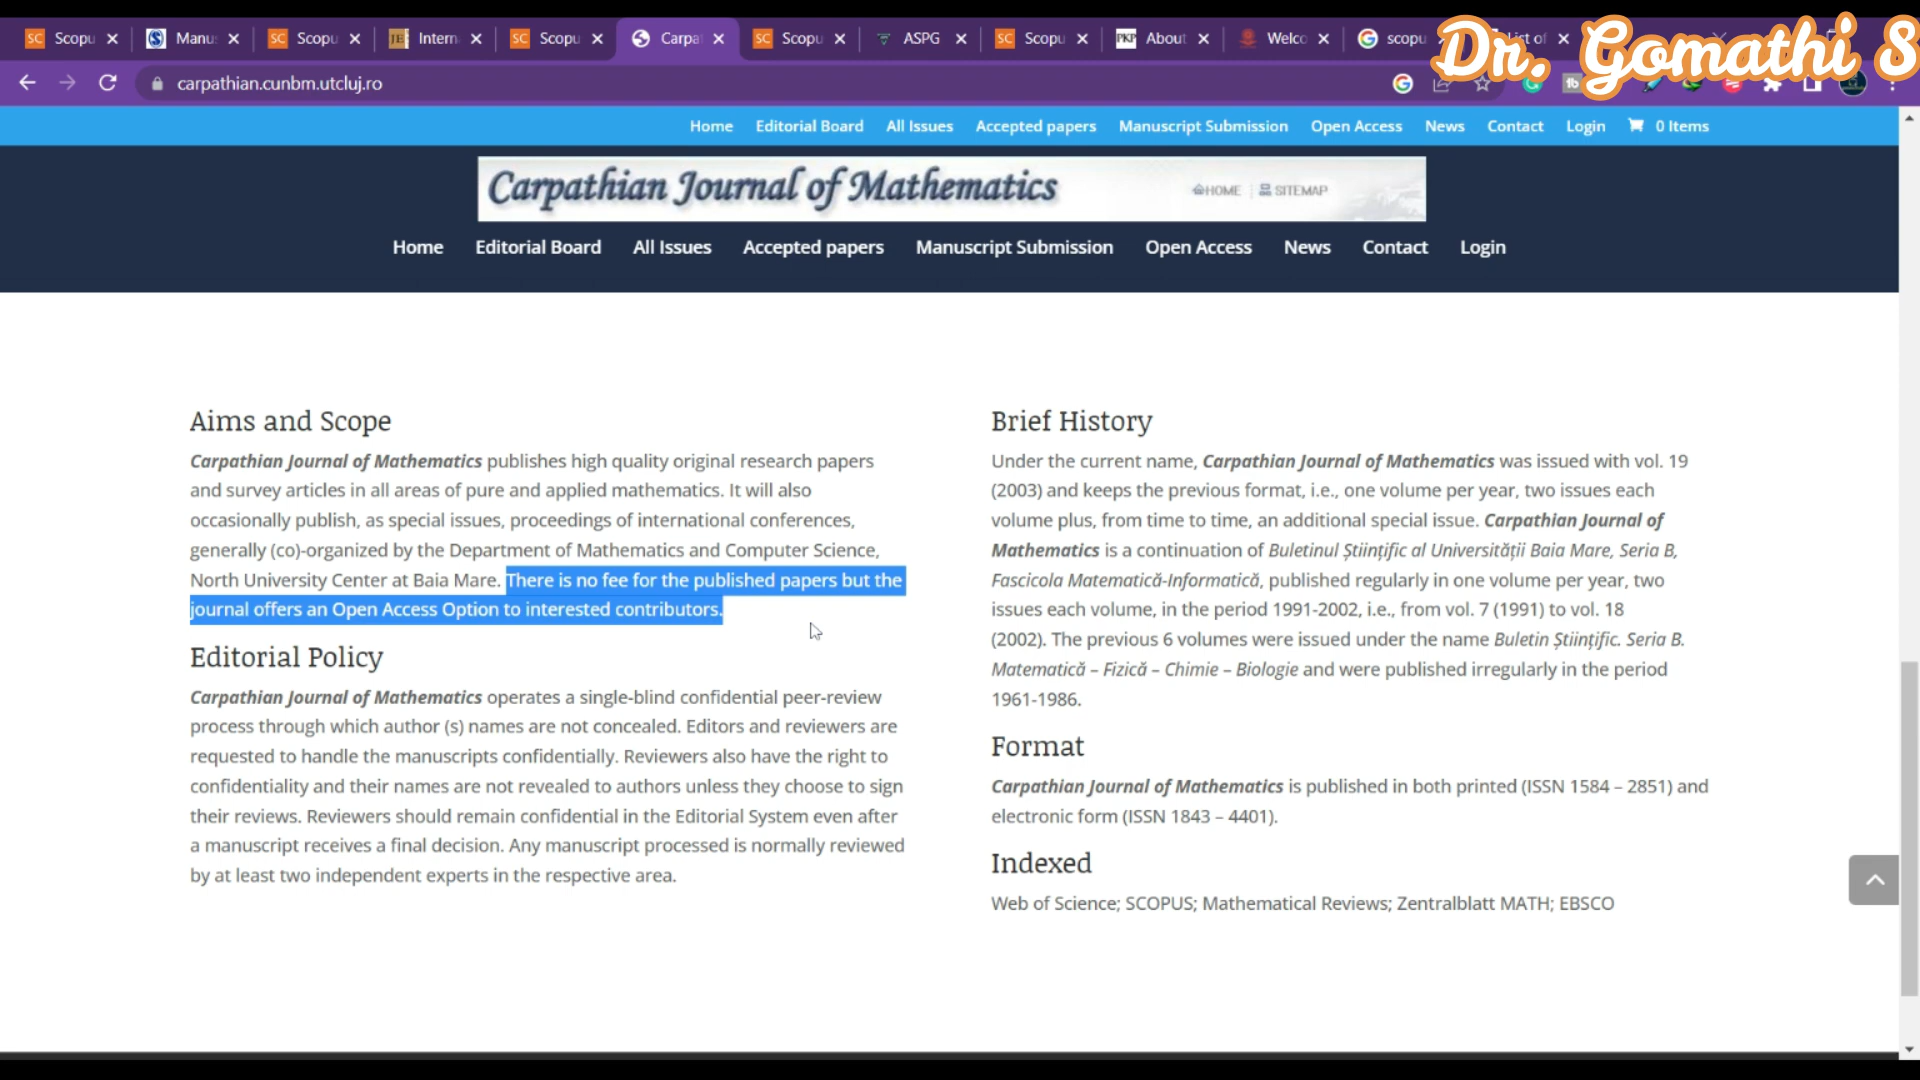 Scopu
Manu
Scopu
Intern
Scopu
Carpa
Scopu
ASPG
Scopu
About
Welco
scopu
List of
Dr. Gomathi S
carpathian.cunbm.utcluj.ro
Home Editorial Board All Issues Accepted papers Manuscript Submission Open Access News Contact Login 0 Items
Carpathian Journal of Mathematics
HOME SITEMAP
Home Editorial Board All Issues Accepted papers Manuscript Submission Open Access News Contact Login
Aims and Scope
Carpathian Journal of Mathematics publishes high quality original research papers
and survey articles in all areas of pure and applied mathematics. It will also
occasionally publish, as special issues, proceedings of international conferences,
generally (co)-organized by the Department of Mathematics and Computer Science,
North University Center at Baia Mare. There is no fee for the published papers but the
journal offers an Open Access Option to interested contributors.
Editorial Policy
Carpathian Journal of Mathematics operates a single-blind confidential peer-review
process through which author (s) names are not concealed. Editors and reviewers are
requested to handle the manuscripts confidentially. Reviewers also have the right to
confidentiality and their names are not revealed to authors unless they choose to sign
their reviews. Reviewers should remain confidential in the Editorial System even after
a manuscript receives a final decision. Any manuscript processed is normally reviewed
by at least two independent experts in the respective area.
Brief History
Under the current name, Carpathian Journal of Mathematics was issued with vol. 19
(2003) and keeps the previous format, i.e., one volume per year, two issues each
volume plus, from time to time, an additional special issue. Carpathian Journal of
Mathematics is a continuation of Buletinul Științific al Universității Baia Mare, Seria B,
Fascicola Matematică-Informatică, published regularly in one volume per year, two
issues each volume, in the period 1991-2002, i.e., from vol. 7 (1991) to vol. 18
(2002). The previous 6 volumes were issued under the name Buletin Științific. Seria B.
Matematică – Fizică – Chimie – Biologie and were published irregularly in the period
1961-1986.
Format
Carpathian Journal of Mathematics is published in both printed (ISSN 1584 – 2851) and
electronic form (ISSN 1843 – 4401).
Indexed
Web of Science; SCOPUS; Mathematical Reviews; Zentralblatt MATH; EBSCO